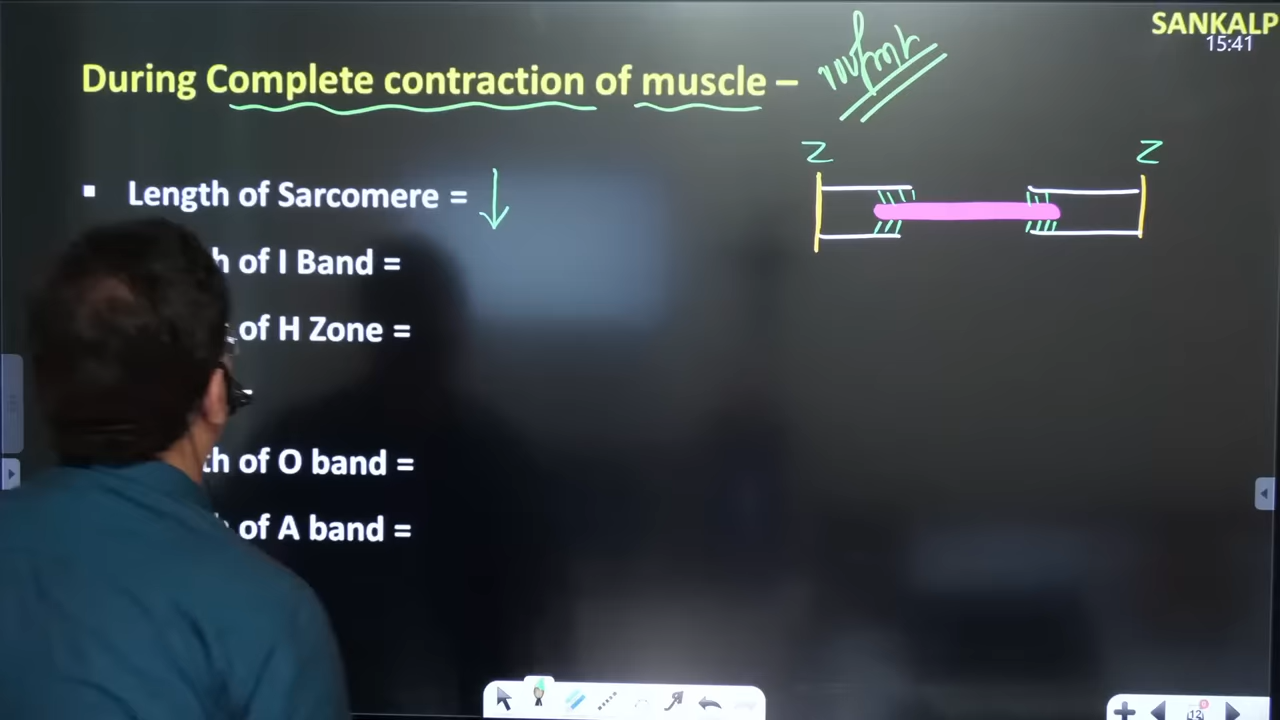 SANKALP
15:41
During Complete contraction of muscle –
Z Z
▪ Length of Sarcomere = ↓
of I Band =
of H Zone =
of O band =
of A band =
12